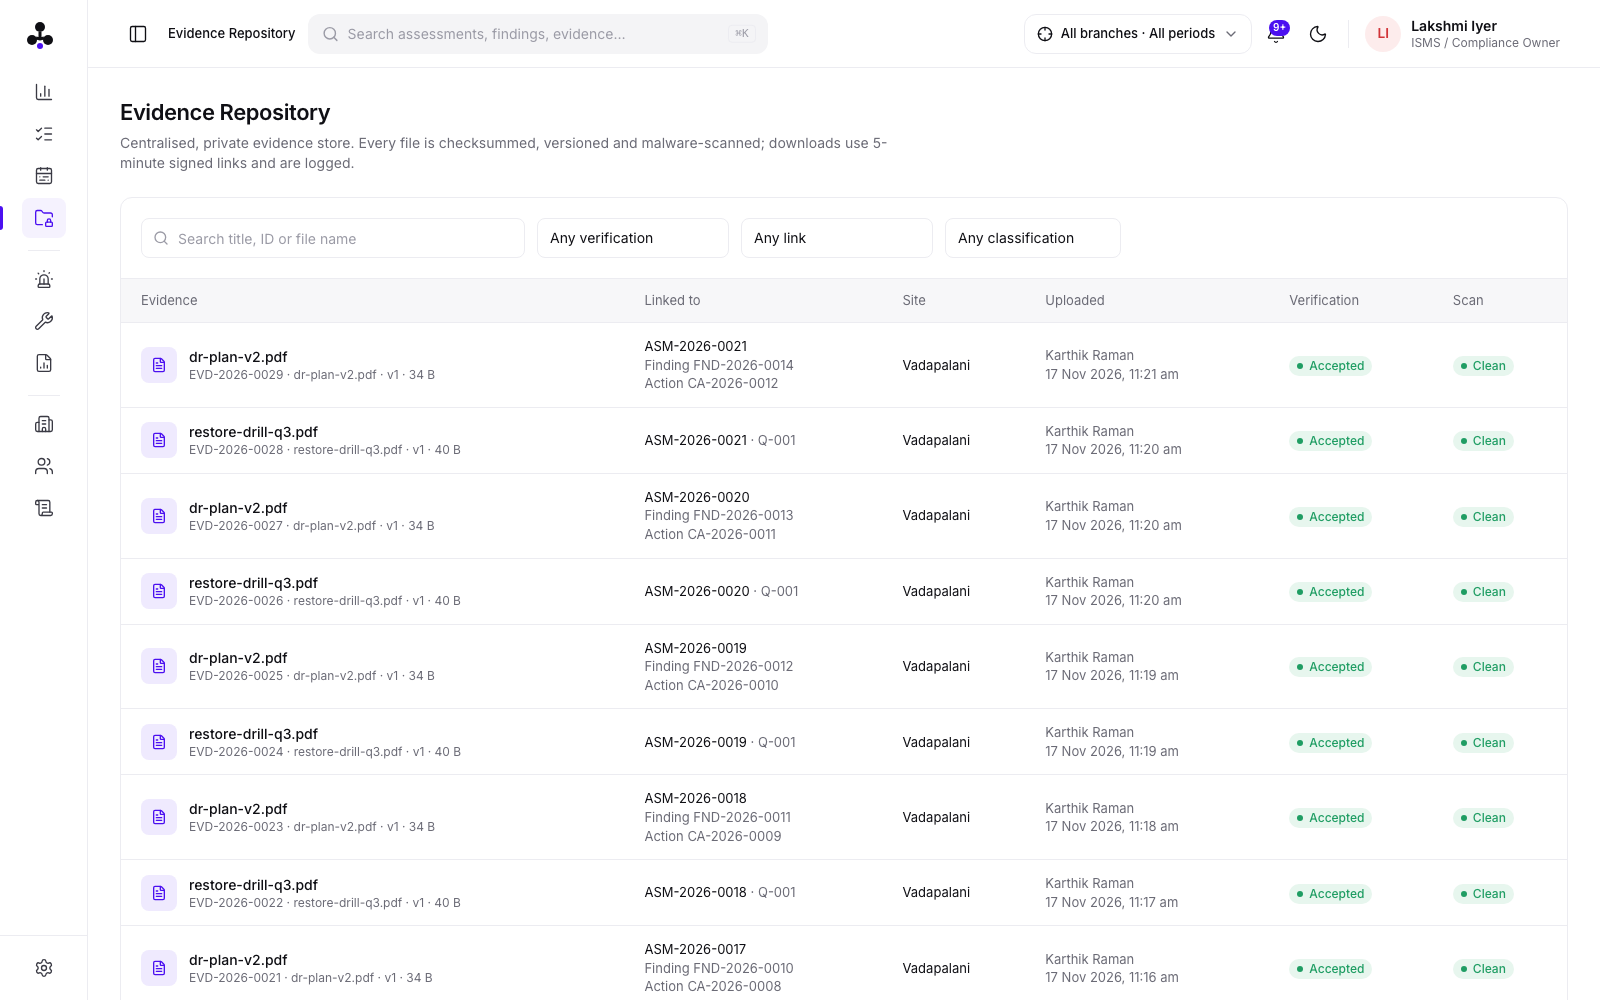 Evidence Repository
Search assessments, findings, evidence...
⌘K
All branches · All periods
9+
LI
Lakshmi Iyer
ISMS / Compliance Owner
Evidence Repository
Centralised, private evidence store. Every file is checksummed, versioned and malware-scanned; downloads use 5-
minute signed links and are logged.
Search title, ID or file name
Any verification
Any link
Any classification
Evidence
Linked to
Site
Uploaded
Verification
Scan
dr-plan-v2.pdf
EVD-2026-0029 · dr-plan-v2.pdf · v1 · 34 B
ASM-2026-0021
Finding FND-2026-0014
Action CA-2026-0012
Vadapalani
Karthik Raman
17 Nov 2026, 11:21 am
Accepted
Clean
restore-drill-q3.pdf
EVD-2026-0028 · restore-drill-q3.pdf · v1 · 40 B
ASM-2026-0021 · Q-001
Vadapalani
Karthik Raman
17 Nov 2026, 11:20 am
Accepted
Clean
dr-plan-v2.pdf
EVD-2026-0027 · dr-plan-v2.pdf · v1 · 34 B
ASM-2026-0020
Finding FND-2026-0013
Action CA-2026-0011
Vadapalani
Karthik Raman
17 Nov 2026, 11:20 am
Accepted
Clean
restore-drill-q3.pdf
EVD-2026-0026 · restore-drill-q3.pdf · v1 · 40 B
ASM-2026-0020 · Q-001
Vadapalani
Karthik Raman
17 Nov 2026, 11:20 am
Accepted
Clean
dr-plan-v2.pdf
EVD-2026-0025 · dr-plan-v2.pdf · v1 · 34 B
ASM-2026-0019
Finding FND-2026-0012
Action CA-2026-0010
Vadapalani
Karthik Raman
17 Nov 2026, 11:19 am
Accepted
Clean
restore-drill-q3.pdf
EVD-2026-0024 · restore-drill-q3.pdf · v1 · 40 B
ASM-2026-0019 · Q-001
Vadapalani
Karthik Raman
17 Nov 2026, 11:19 am
Accepted
Clean
dr-plan-v2.pdf
EVD-2026-0023 · dr-plan-v2.pdf · v1 · 34 B
ASM-2026-0018
Finding FND-2026-0011
Action CA-2026-0009
Vadapalani
Karthik Raman
17 Nov 2026, 11:18 am
Accepted
Clean
restore-drill-q3.pdf
EVD-2026-0022 · restore-drill-q3.pdf · v1 · 40 B
ASM-2026-0018 · Q-001
Vadapalani
Karthik Raman
17 Nov 2026, 11:17 am
Accepted
Clean
dr-plan-v2.pdf
EVD-2026-0021 · dr-plan-v2.pdf · v1 · 34 B
ASM-2026-0017
Finding FND-2026-0010
Action CA-2026-0008
Vadapalani
Karthik Raman
17 Nov 2026, 11:16 am
Accepted
Clean